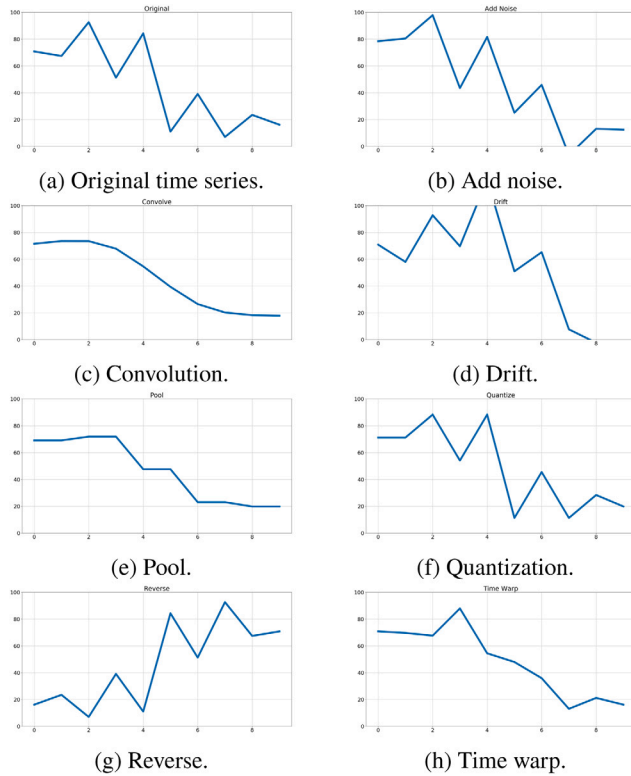 Original
100
80
60
40
20
0
0 2 4 6 8
(a) Original time series.
Add Noise
100
80
60
40
20
0
0 2 4 6 8
(b) Add noise.
Convolve
100
80
60
40
20
0
0 2 4 6 8
(c) Convolution.
Drift
100
80
60
40
20
0
0 2 4 6 8
(d) Drift.
Pool
100
80
60
40
20
0
0 2 4 6 8
(e) Pool.
Quantize
100
80
60
40
20
0
0 2 4 6 8
(f) Quantization.
Reverse
100
80
60
40
20
0
0 2 4 6 8
(g) Reverse.
Time Warp
100
80
60
40
20
0
0 2 4 6 8
(h) Time warp.